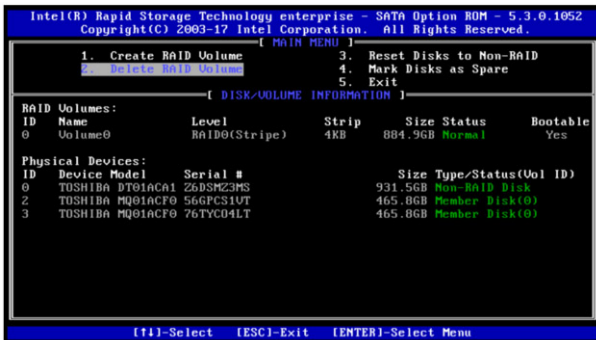 Intel(R) Rapid Storage Technology enterprise - SATA Option ROM - 5.3.0.1052
Copyright(C) 2003-17 Intel Corporation. All Rights Reserved.
[ MAIN MENU ]
1. Create RAID Volume 3. Reset Disks to Non-RAID
2. Delete RAID Volume 4. Mark Disks as Spare
5. Exit
[ DISK/VOLUME INFORMATION ]
RAID Volumes:
ID Name Level Strip Size Status Bootable
0 Volume0 RAID0(Stripe) 4KB 884.9GB Normal Yes
Physical Devices:
ID Device Model Serial # Size Type/Status(Vol ID)
0 TOSHIBA DT01ACA1 Z6DSMZ3MS 931.5GB Non-RAID Disk
2 TOSHIBA MQ01ACF0 56GPCS1VT 465.8GB Member Disk(0)
3 TOSHIBA MQ01ACF0 76TYCO4LT 465.8GB Member Disk(0)
[↑↓]-Select [ESC]-Exit [ENTER]-Select Menu